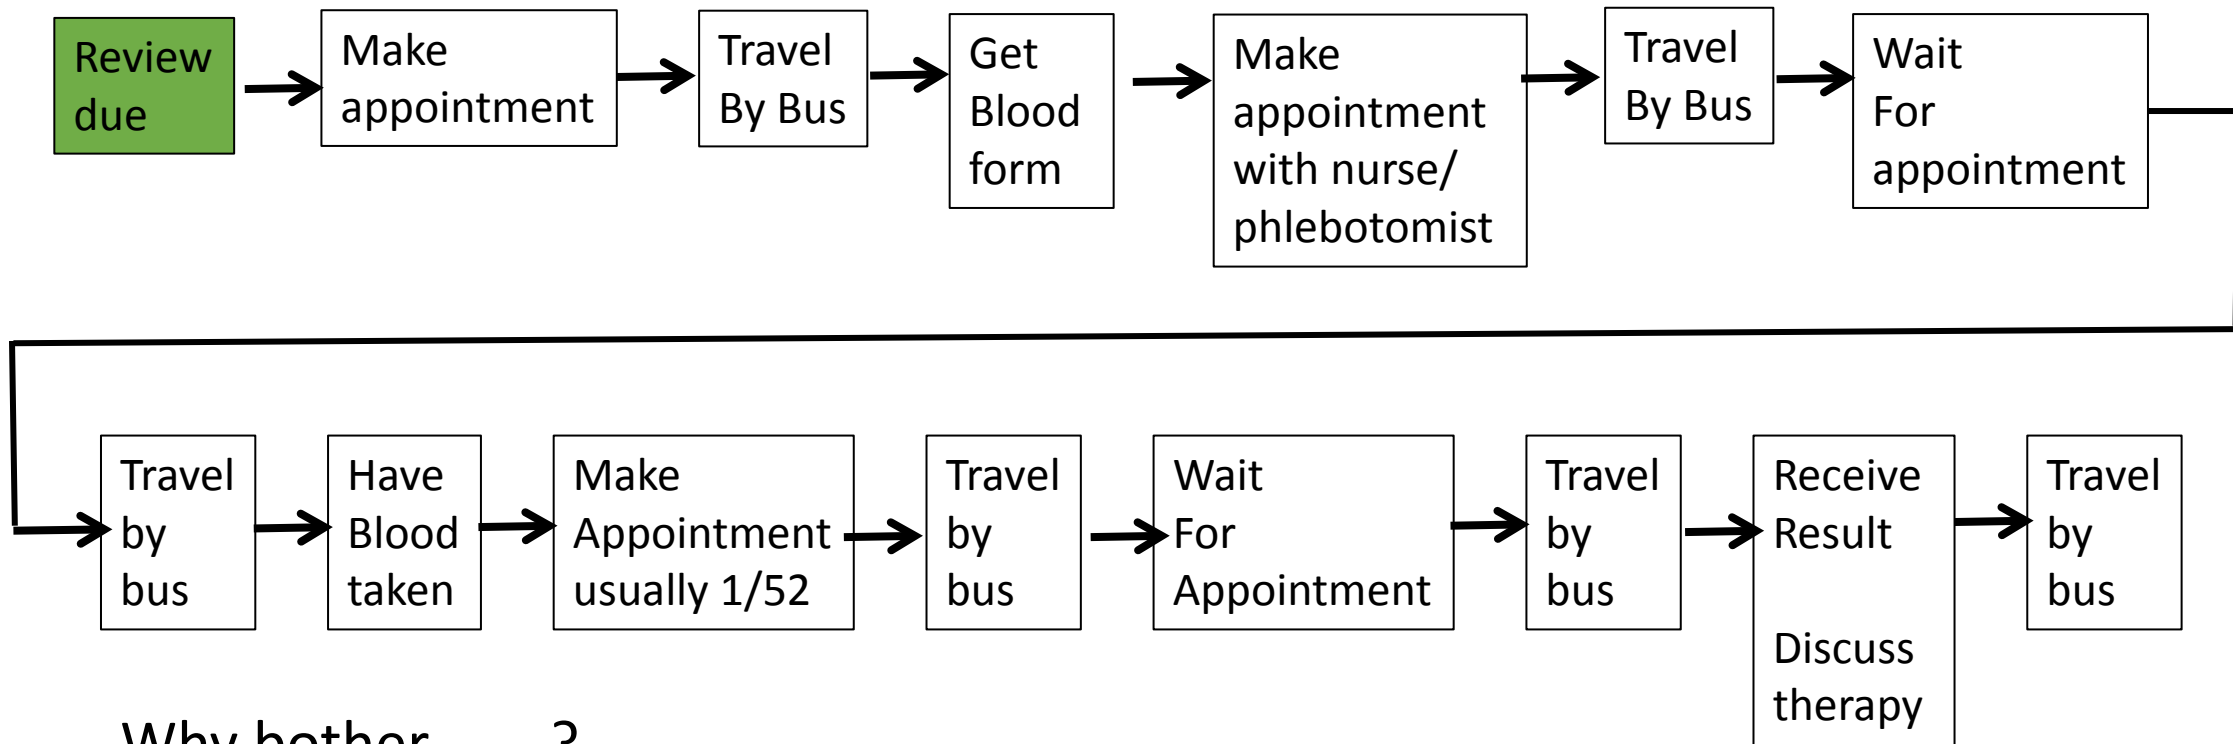 Review
due
Make
appointment
Travel
By Bus
Get
Blood
form
Make
appointment
with nurse/
phlebotomist
Travel
By Bus
Wait
For
appointment
Travel
by
bus
Have
Blood
taken
Make
Appointment
usually 1/52
Travel
by
bus
Wait
For
Appointment
Travel
by
bus
Receive
Result
Discuss
therapy
Travel
by
bus
Why bother ?